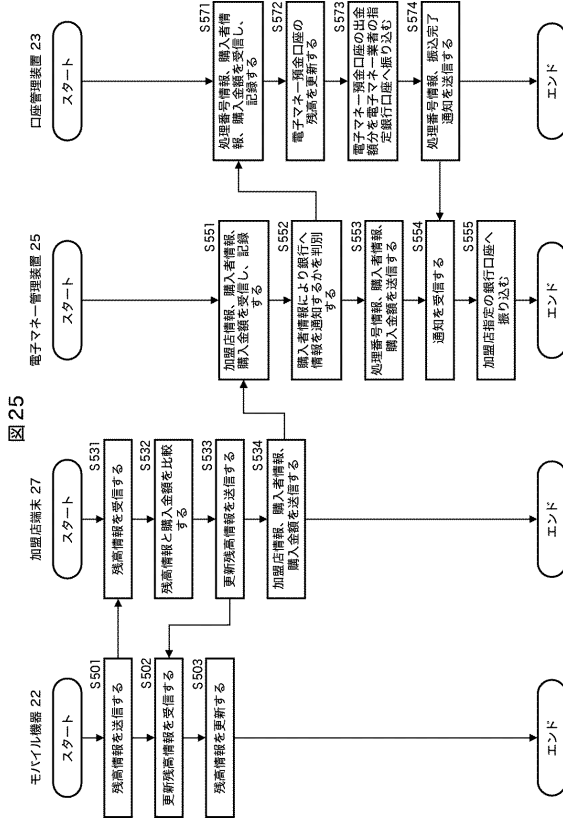 図25
モバイル機器 22
スタート
S501
残高情報を送信する
S502
更新残高情報を受信する
S503
残高情報を更新する
エンド
加盟店端末 27
スタート
S531
残高情報を受信する
S532
残高情報と購入金額を比較
する
S533
更新残高情報を送信する
S534
加盟店情報、購入者情報、
購入金額を送信する
エンド
電子マネー管理装置 25
スタート
S551
加盟店情報、購入者情報、
購入金額を受信し、記録
する
S552
購入者情報により銀行へ
情報を通知するかを判別
する
S553
処理番号情報、購入者情報、
購入金額を送信する
S554
通知を受信する
S555
加盟店指定の銀行口座へ
振り込む
エンド
口座管理装置 23
スタート
S571
処理番号情報、購入者情
報、購入金額を受信し、
記録する
S572
電子マネー預金口座の
残高を更新する
S573
電子マネー預金口座の出金
額分を電子マネー業者の指
定銀行口座へ振り込む
S574
処理番号情報、振込完了
通知を送信する
エンド